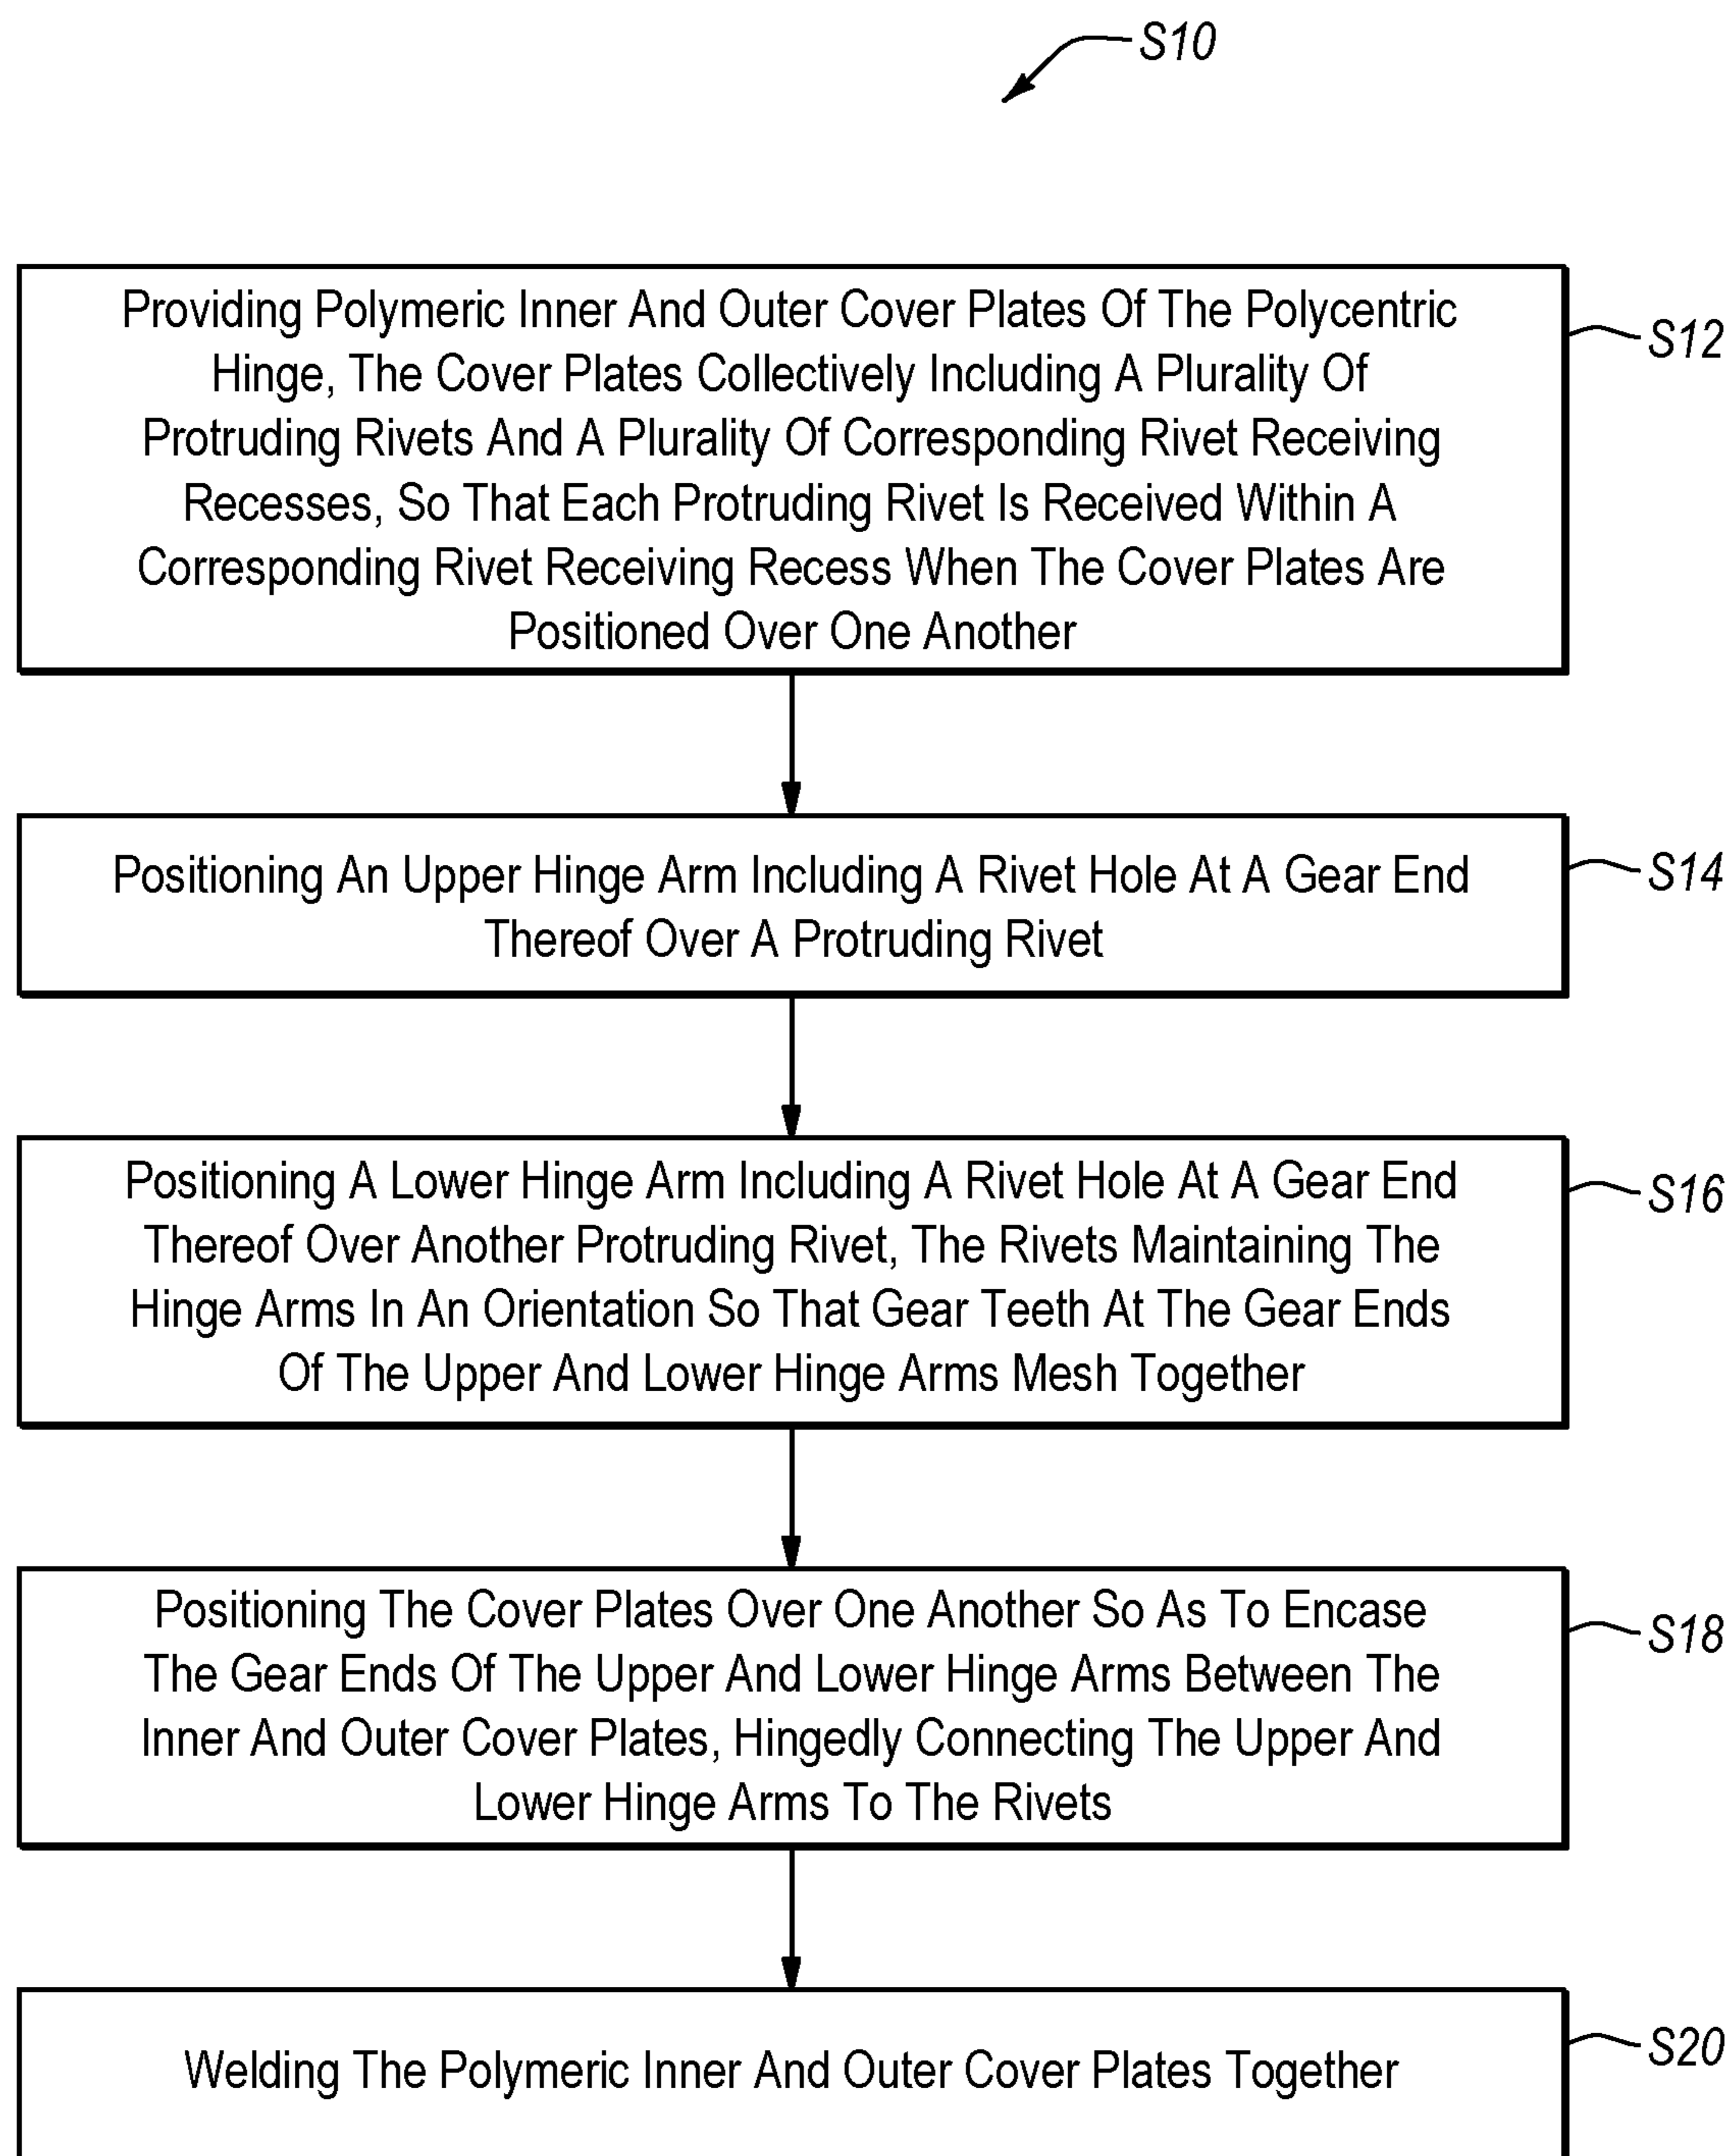 S10
Providing Polymeric Inner And Outer Cover Plates Of The Polycentric
Hinge, The Cover Plates Collectively Including A Plurality Of
Protruding Rivets And A Plurality Of Corresponding Rivet Receiving
Recesses, So That Each Protruding Rivet Is Received Within A
Corresponding Rivet Receiving Recess When The Cover Plates Are
Positioned Over One Another
S12
Positioning An Upper Hinge Arm Including A Rivet Hole At A Gear End
Thereof Over A Protruding Rivet
S14
Positioning A Lower Hinge Arm Including A Rivet Hole At A Gear End
Thereof Over Another Protruding Rivet, The Rivets Maintaining The
Hinge Arms In An Orientation So That Gear Teeth At The Gear Ends
Of The Upper And Lower Hinge Arms Mesh Together
S16
Positioning The Cover Plates Over One Another So As To Encase
The Gear Ends Of The Upper And Lower Hinge Arms Between The
Inner And Outer Cover Plates, Hingedly Connecting The Upper And
Lower Hinge Arms To The Rivets
S18
Welding The Polymeric Inner And Outer Cover Plates Together
S20